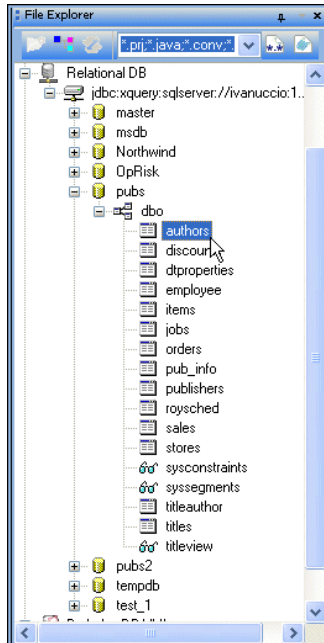 File Explorer
*.prj;*.java;*.conv;*.
*.*
Relational DB
jdbc:xquery:sqlserver://ivanuccio:1..
master
msdb
Northwind
OpRisk
pubs
dbo
authors
dtproperties
employee
items
jobs
orders
pub_info
publishers
roysched
sales
stores
sysconstraints
syssegments
titleauthor
titles
titleview
pubs2
tempdb
test_1